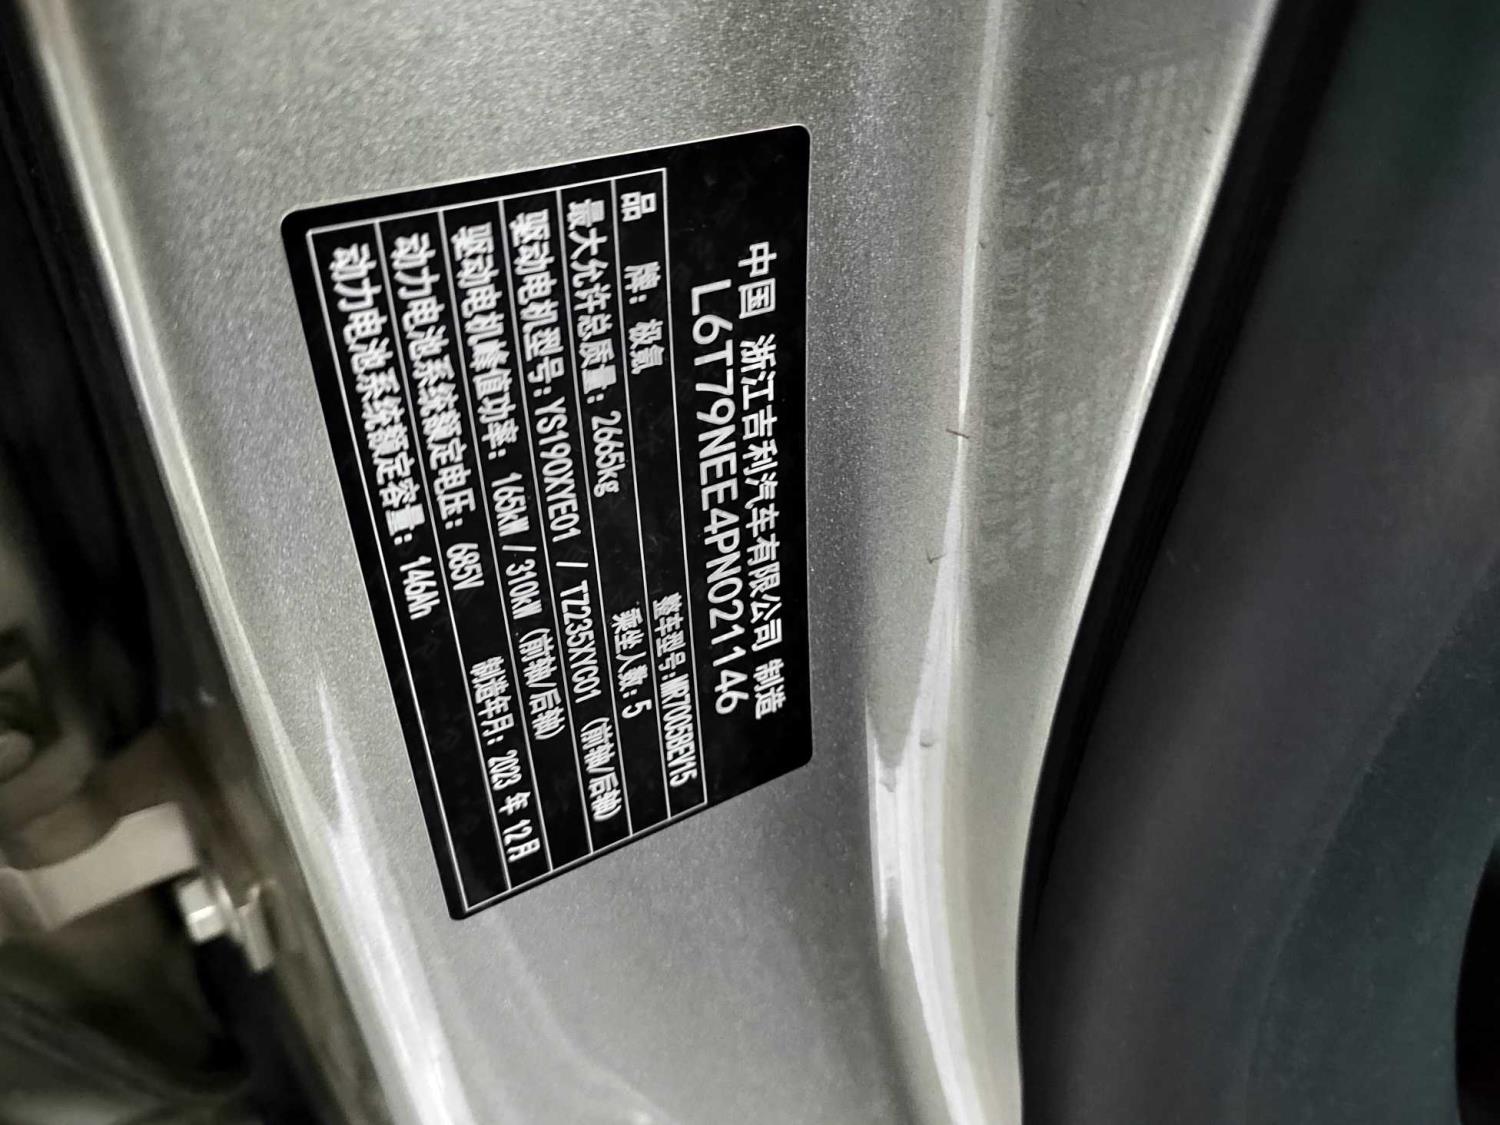 中国 浙江吉利汽车有限公司 制造
L6T79NEE4PN021146
品 牌: 极氪 整车型号:MR7005BEV15
最大允许总质量: 2665kg 乘坐人数: 5
驱动电机型号: YS190XYE01 / TZ235XYC01 (前轴/后轴)
驱动电机峰值功率: 165kW / 310kW (前轴/后轴)
动力电池系统额定电压: 685V 制造年月: 2023 年 12月
动力电池系统额定容量: 146Ah